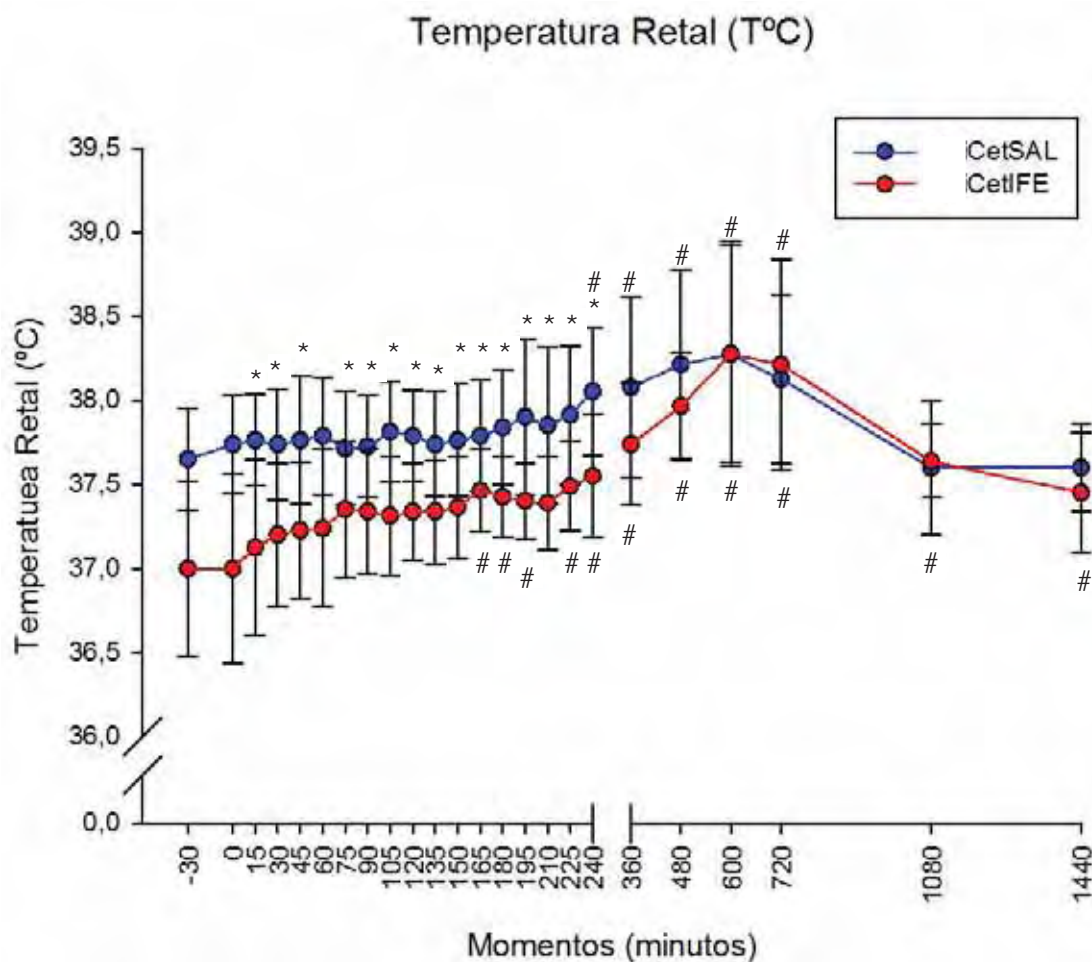 Temperatura Retal (TºC)
iCetSAL
iCetIFE
Temperatuea Retal (ºC)
39,5
39,0
38,5
38,0
37,5
37,0
36,5
36,0
0,0
# # # # # #
* * * * * * * * * * * * * * *
# # # # # # # # # # #
-30 0 15 30 45 60 75 90 105 120 135 150 165 180 195 210 225 240 360 480 600 720 1080 1440
Momentos (minutos)